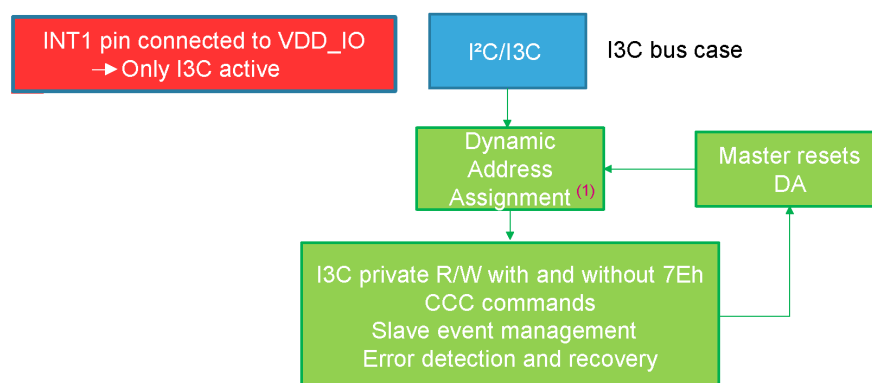 INT1 pin connected to VDD_IO
→ Only I3C active
I²C/I3C
I3C bus case
Dynamic
Address
Assignment (1)
Master resets
DA
I3C private R/W with and without 7Eh
CCC commands
Slave event management
Error detection and recovery